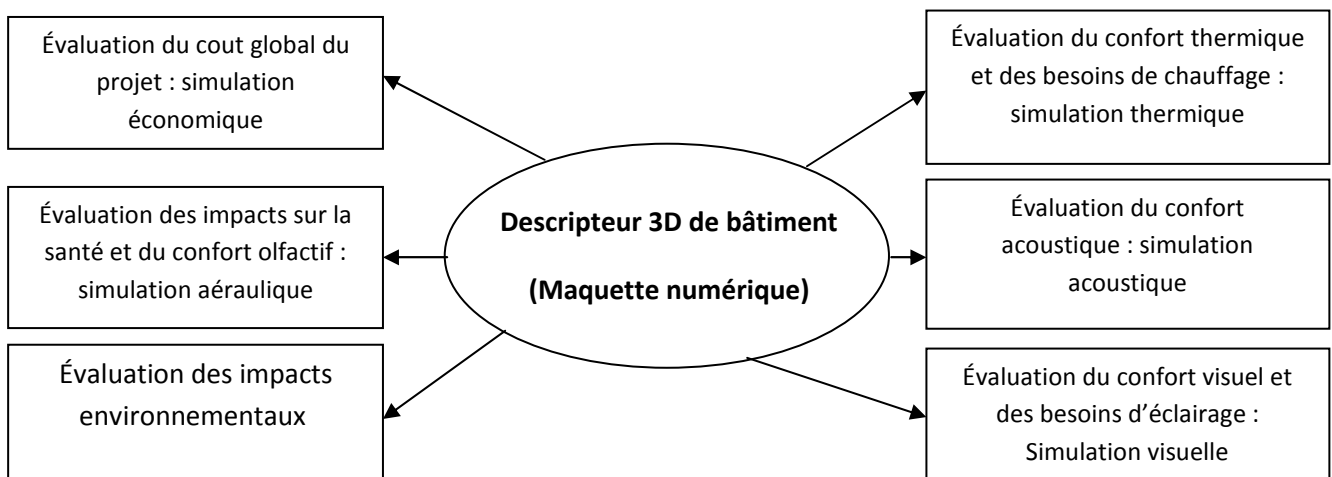 Évaluation du cout global du
projet : simulation
économique
Évaluation des impacts sur la
santé et du confort olfactif :
simulation aéraulique
Évaluation des impacts
environnementaux
Descripteur 3D de bâtiment
(Maquette numérique)
Évaluation du confort thermique
et des besoins de chauffage :
simulation thermique
Évaluation du confort
acoustique : simulation
acoustique
Évaluation du confort visuel et
des besoins d’éclairage :
Simulation visuelle